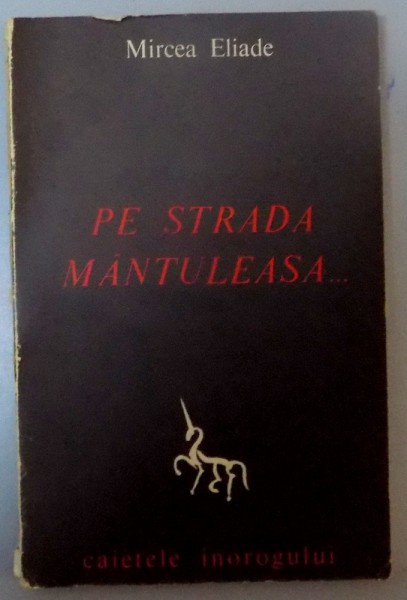 Mircea Eliade
PE STRADA
MÂNTULEASA...
caietele inorogului